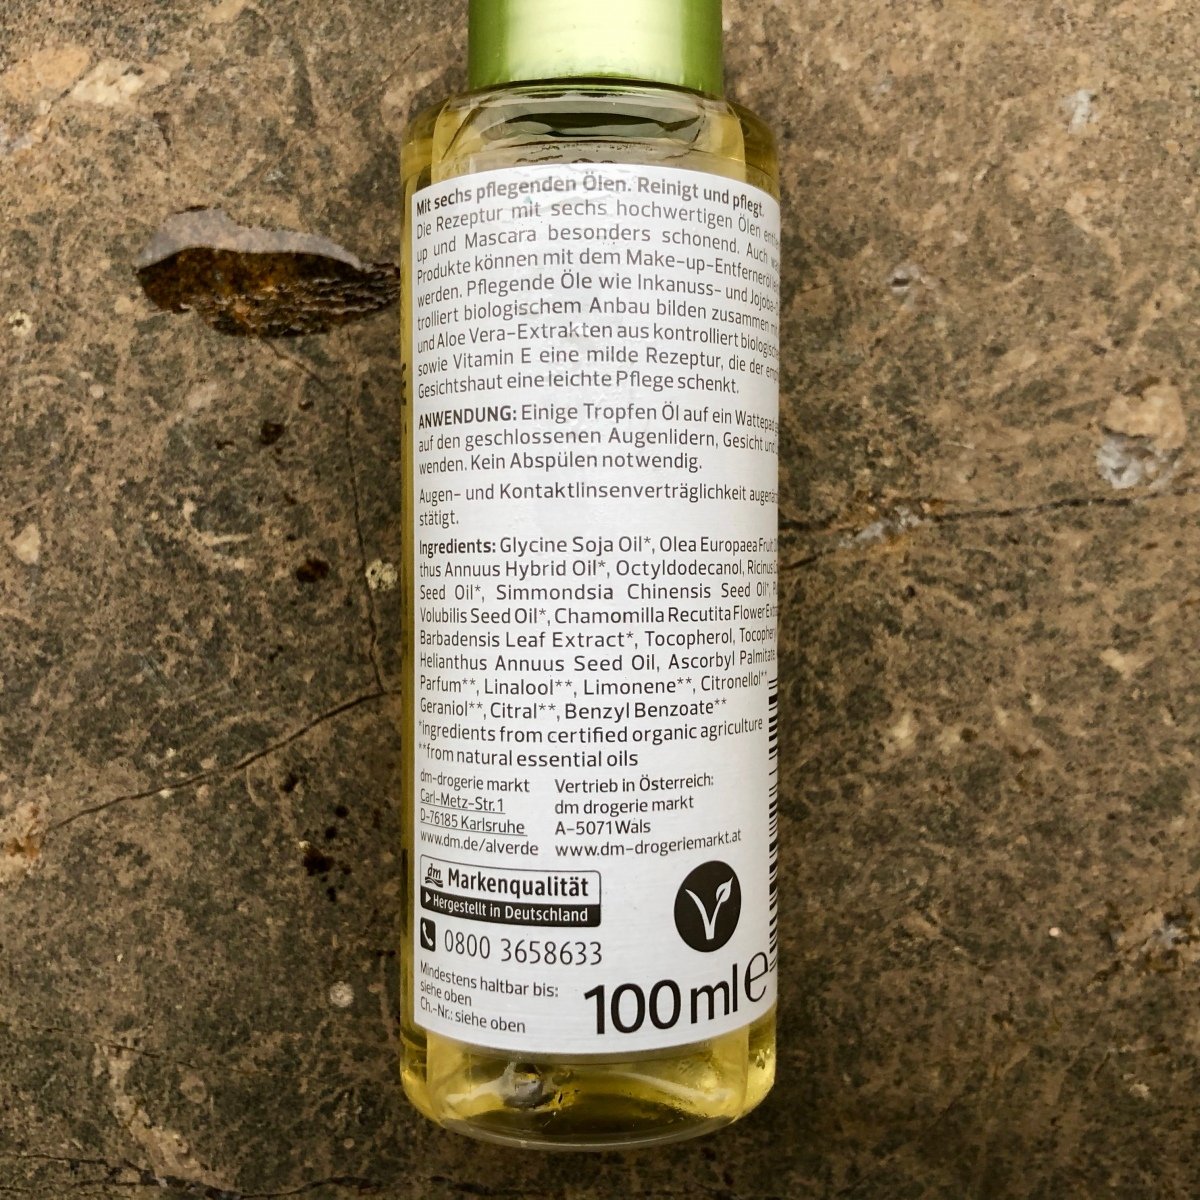 Mit sechs pflegenden Ölen. Reinigt und pflegt.
Die Rezeptur mit sechs hochwertigen Ölen
up und Mascara besonders schonend. Auch
Produkte können mit dem Make-up-Entferneröl
werden. Pflegende Öle wie Inkanuss- und Jojoba-
trolliert biologischem Anbau bilden zusammen
und Aloe Vera-Extrakten aus kontrolliert
sowie Vitamin E eine milde Rezeptur, die der
Gesichtshaut eine leichte Pflege schenkt.
ANWENDUNG: Einige Tropfen Öl auf ein
auf den geschlossenen Augenlidern, Gesicht und
wenden. Kein Abspülen notwendig.
Augen- und Kontaktlinsenverträglichkeit
stätigt.
Ingredients: Glycine Soja Oil*, Olea Europaea Fruit
thus Annuus Hybrid Oil*, Octyldodecanol, Ricinus
Seed Oil*, Simmondsia Chinensis Seed Oil*,
Volubilis Seed Oil*, Chamomilla Recutita Flower
Barbadensis Leaf Extract*, Tocopherol,
Helianthus Annuus Seed Oil, Ascorbyl Palmitate,
Parfum**, Linalool**, Limonene**, Citronellol**,
Geraniol**, Citral**, Benzyl Benzoate**
*ingredients from certified organic agriculture
**from natural essential oils
dm-drogerie markt
Carl-Metz-Str. 1
D-76185 Karlsruhe
www.dm.de/alverde
Vertrieb in Österreich:
dm drogerie markt
A-5071 Wals
www.dm-drogeriemarkt.at
dm Markenqualität
Hergestellt in Deutschland
0800 3658633
Mindestens haltbar bis:
siehe oben
Ch.-Nr.: siehe oben
100 ml e